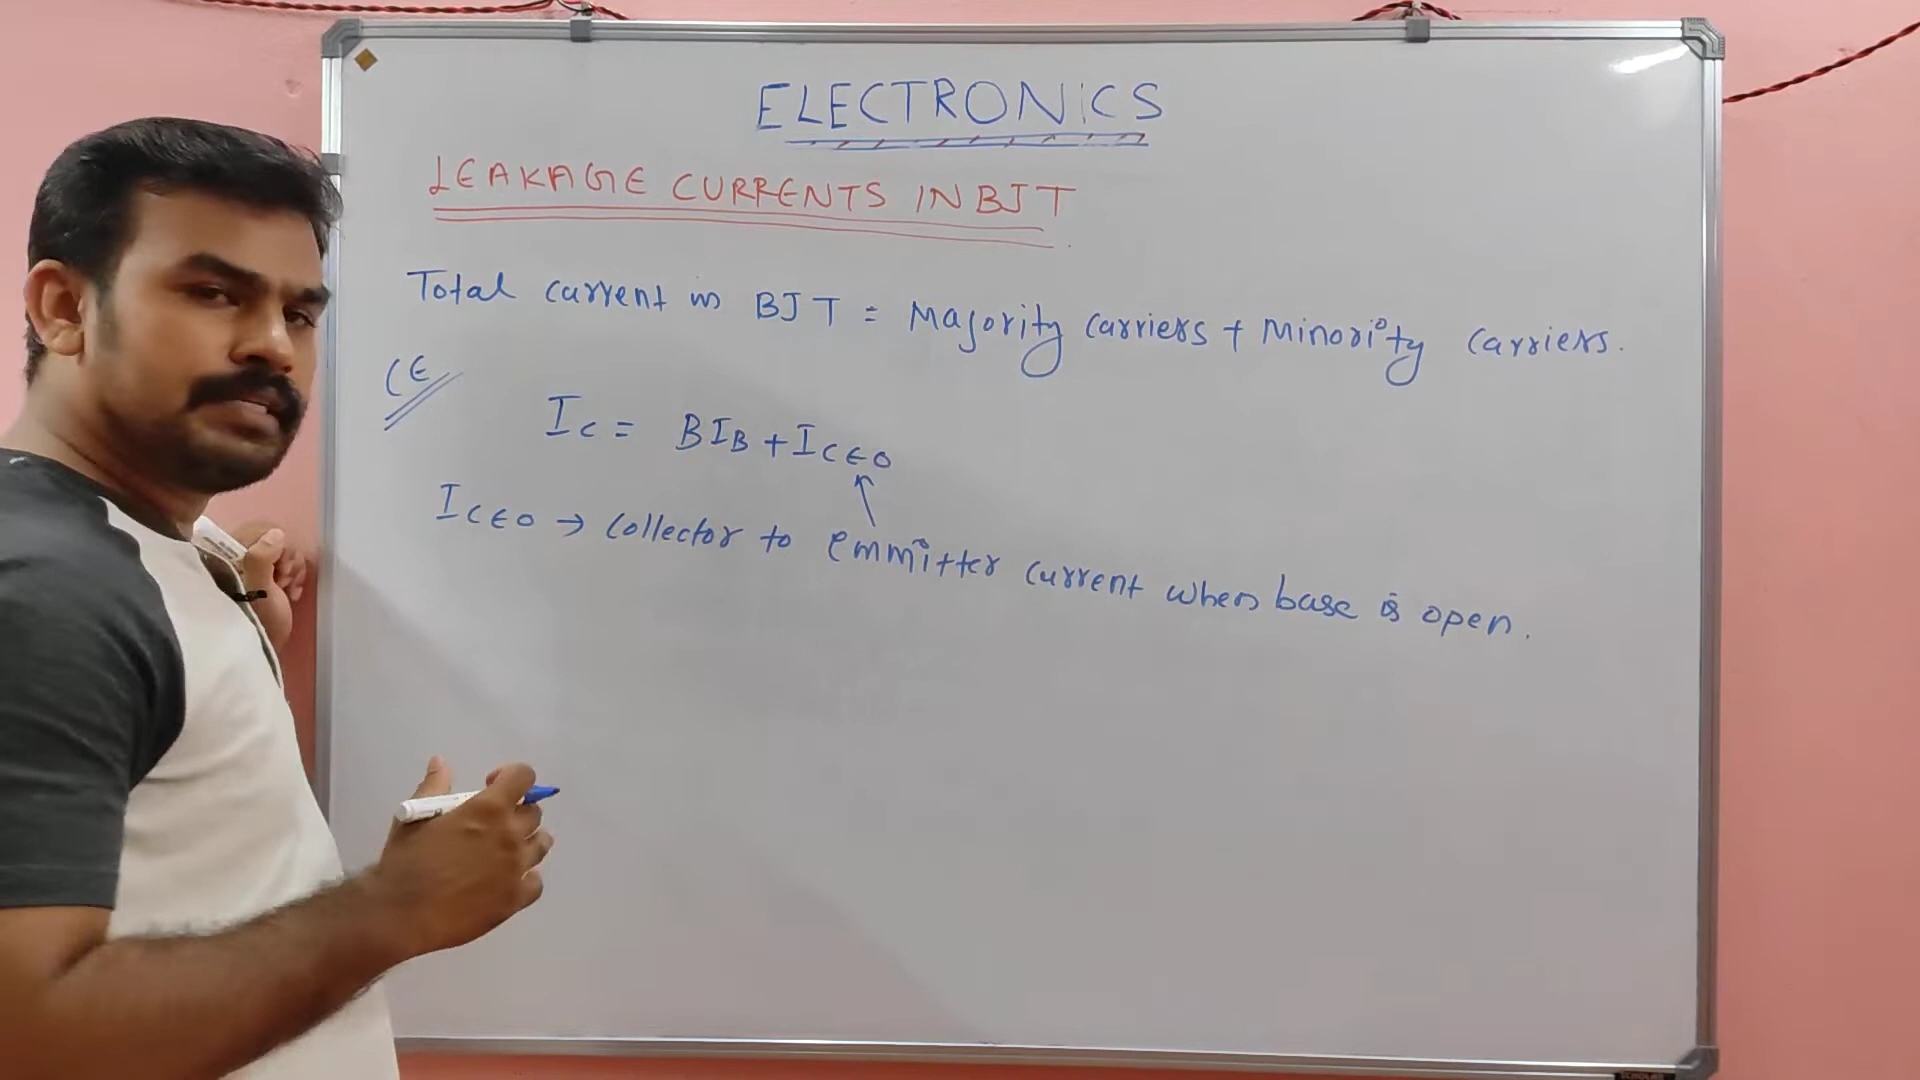 ELECTRONICS
LEAKAGE CURRENTS IN BJT
Total current in BJT = Majority carriers + Minority carriers.
CE
IC = BIB + ICEO
ICEO → Collector to emmitter current when base is open.